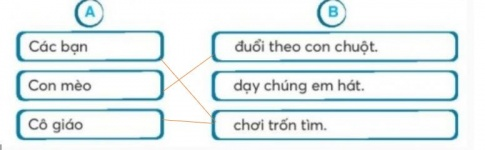 A B
Các bạn đuổi theo con chuột.
Con mèo dạy chúng em hát.
Cô giáo chơi trốn tìm.